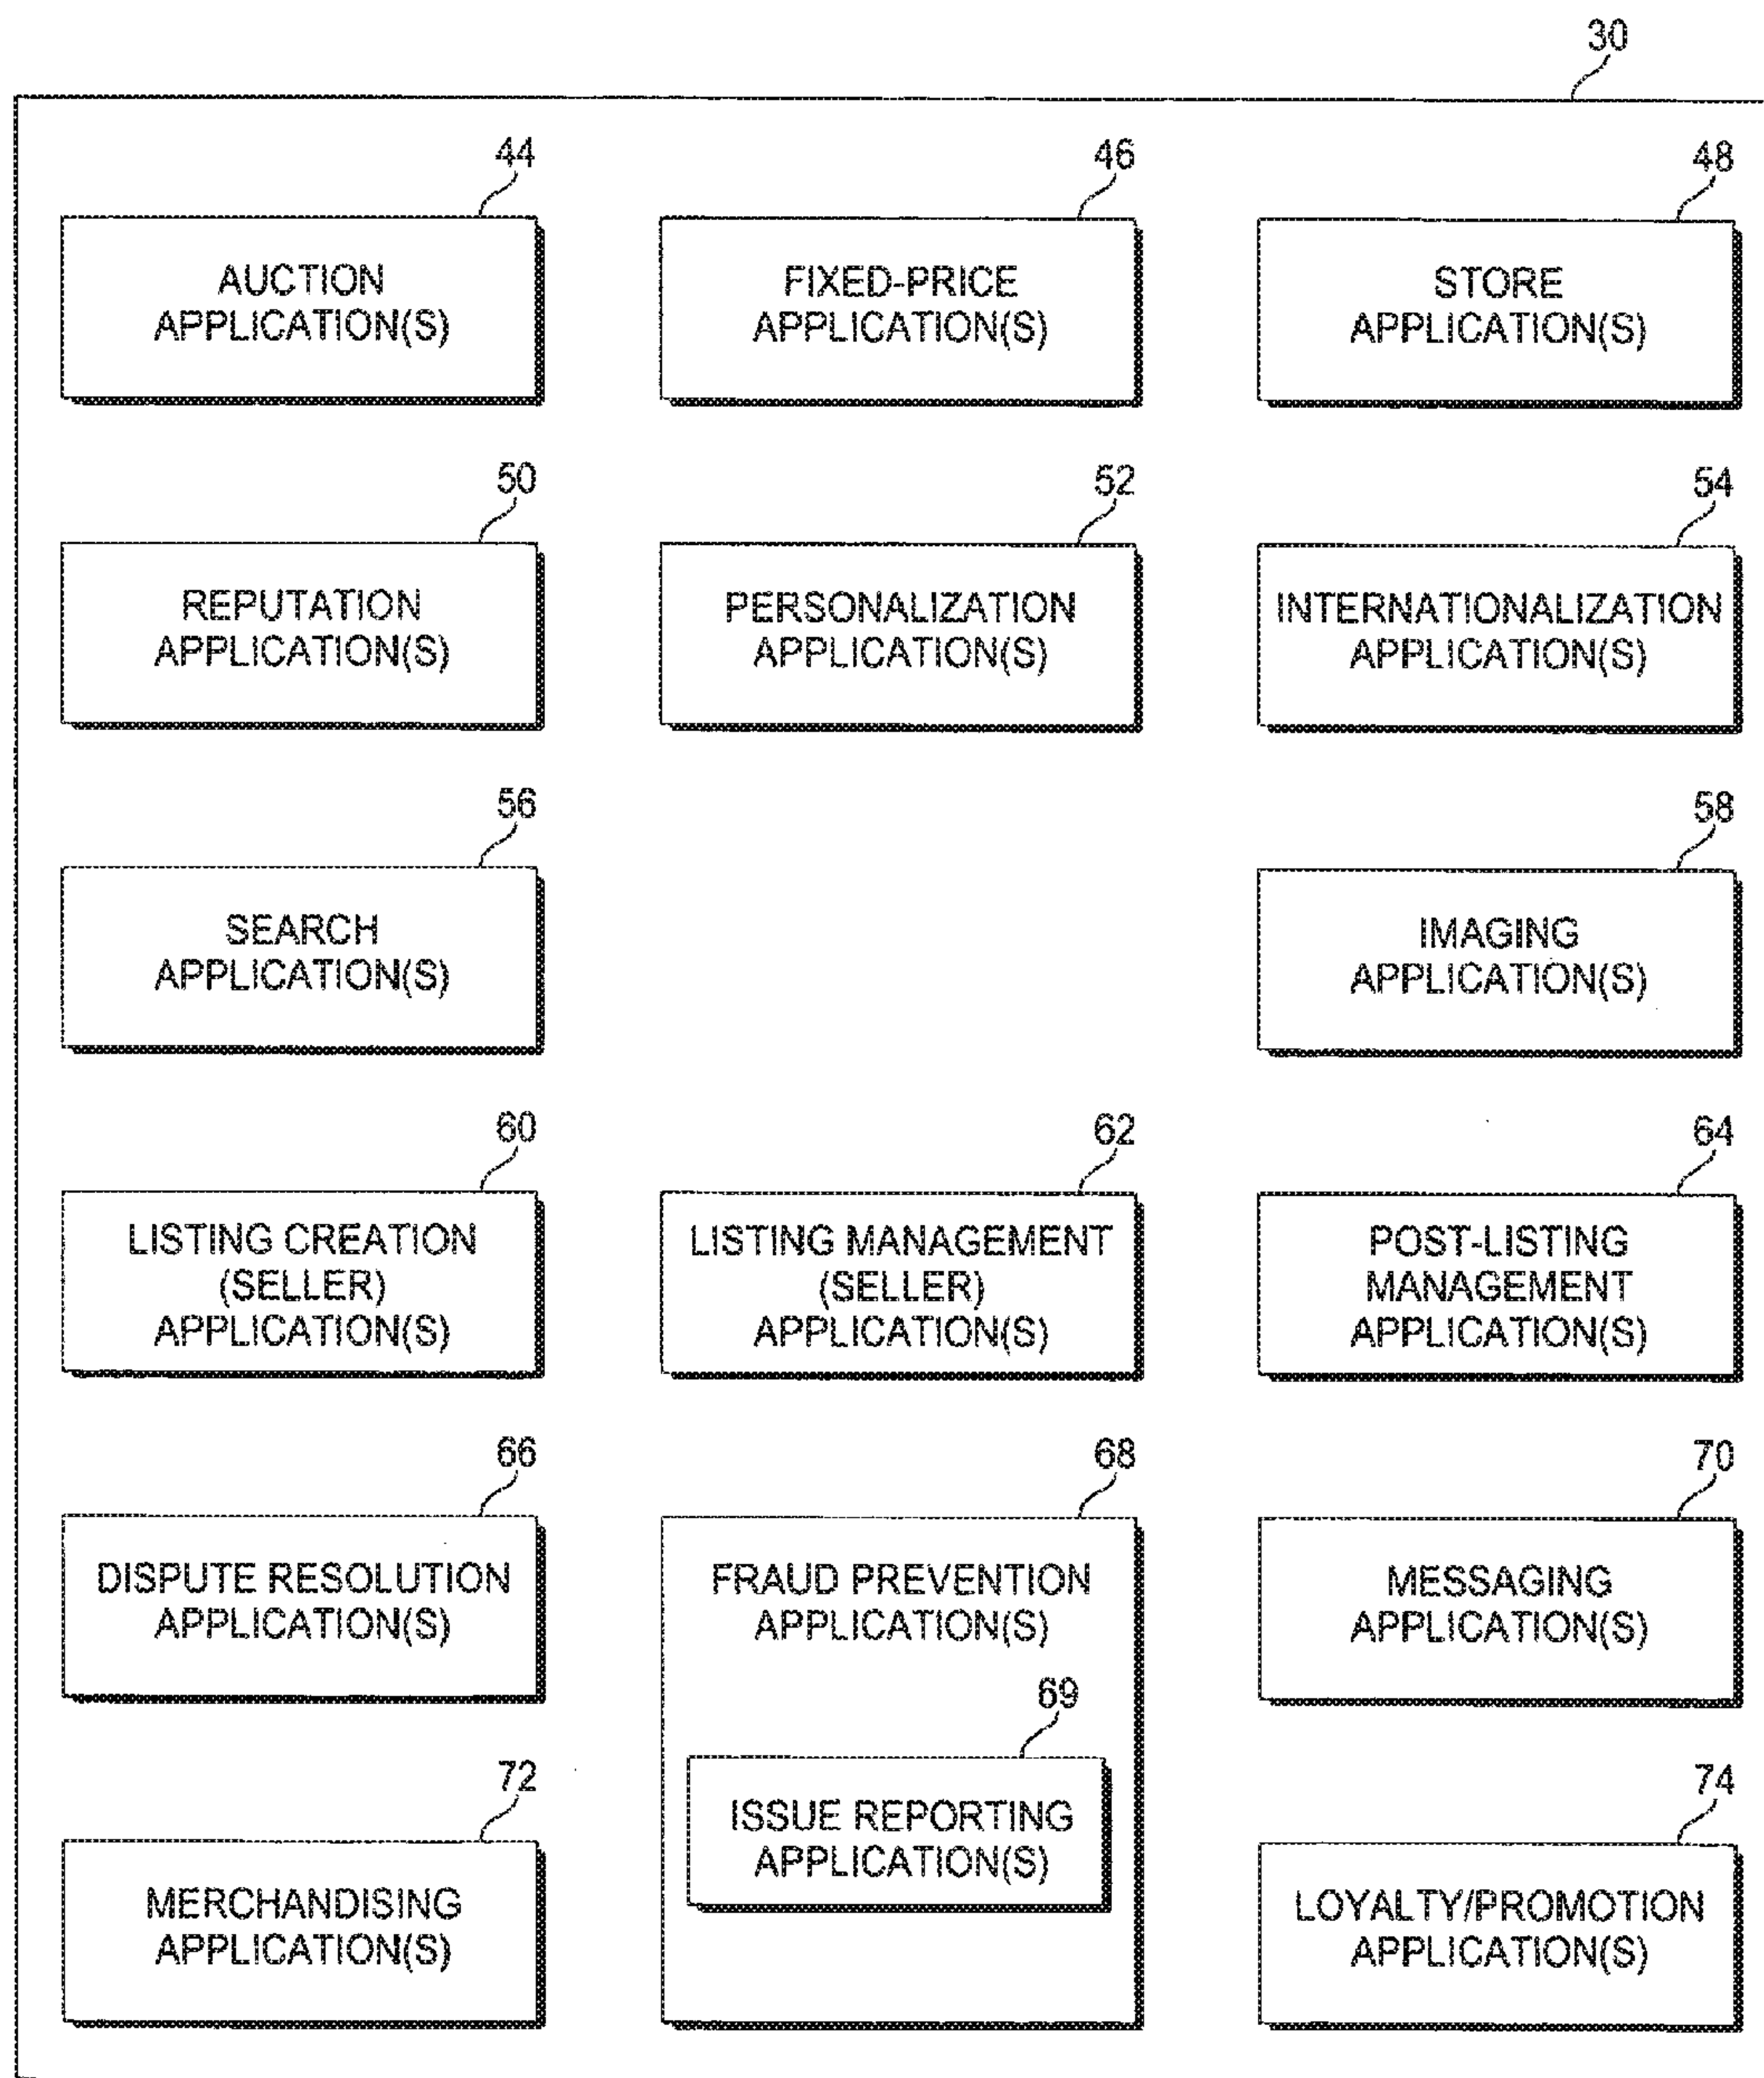 30
44
AUCTION
APPLICATION(S)
46
FIXED-PRICE
APPLICATION(S)
48
STORE
APPLICATION(S)
50
REPUTATION
APPLICATION(S)
52
PERSONALIZATION
APPLICATION(S)
54
INTERNATIONALIZATION
APPLICATION(S)
56
SEARCH
APPLICATION(S)
58
IMAGING
APPLICATION(S)
60
LISTING CREATION
(SELLER)
APPLICATION(S)
62
LISTING MANAGEMENT
(SELLER)
APPLICATION(S)
64
POST-LISTING
MANAGEMENT
APPLICATION(S)
66
DISPUTE RESOLUTION
APPLICATION(S)
68
FRAUD PREVENTION
APPLICATION(S)
69
ISSUE REPORTING
APPLICATION(S)
70
MESSAGING
APPLICATION(S)
72
MERCHANDISING
APPLICATION(S)
74
LOYALTY/PROMOTION
APPLICATION(S)